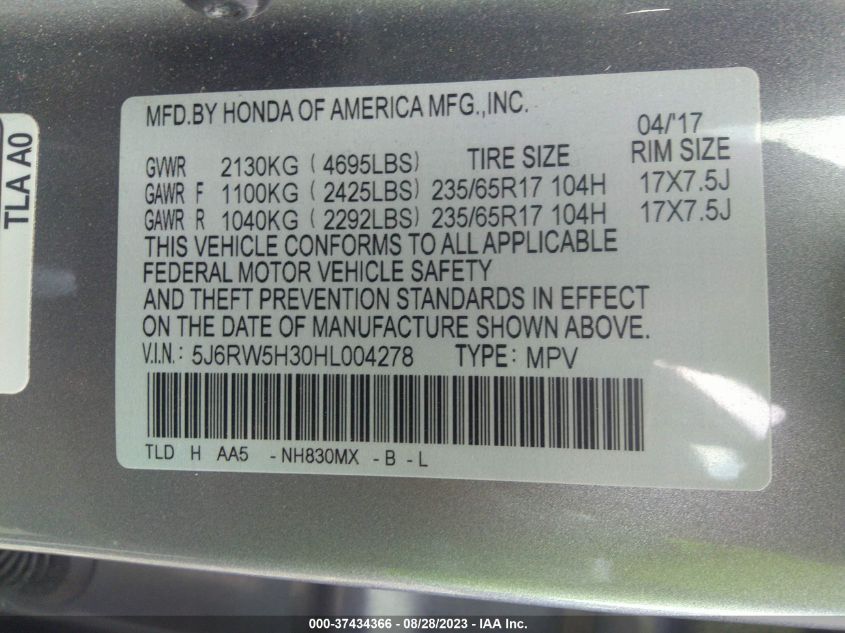 TLA A0
MFD.BY HONDA OF AMERICA MFG.,INC.
04/'17
GVWR 2130KG (4695LBS) TIRE SIZE RIM SIZE
GAWR F 1100KG (2425LBS) 235/65R17 104H 17X7.5J
GAWR R 1040KG (2292LBS) 235/65R17 104H 17X7.5J
THIS VEHICLE CONFORMS TO ALL APPLICABLE
FEDERAL MOTOR VEHICLE SAFETY
AND THEFT PREVENTION STANDARDS IN EFFECT
ON THE DATE OF MANUFACTURE SHOWN ABOVE.
V.I.N.: 5J6RW5H30HL004278 TYPE: MPV
TLD H AA5 -NH830MX -B -L
000-37434366 - 08/28/2023 - IAA Inc.